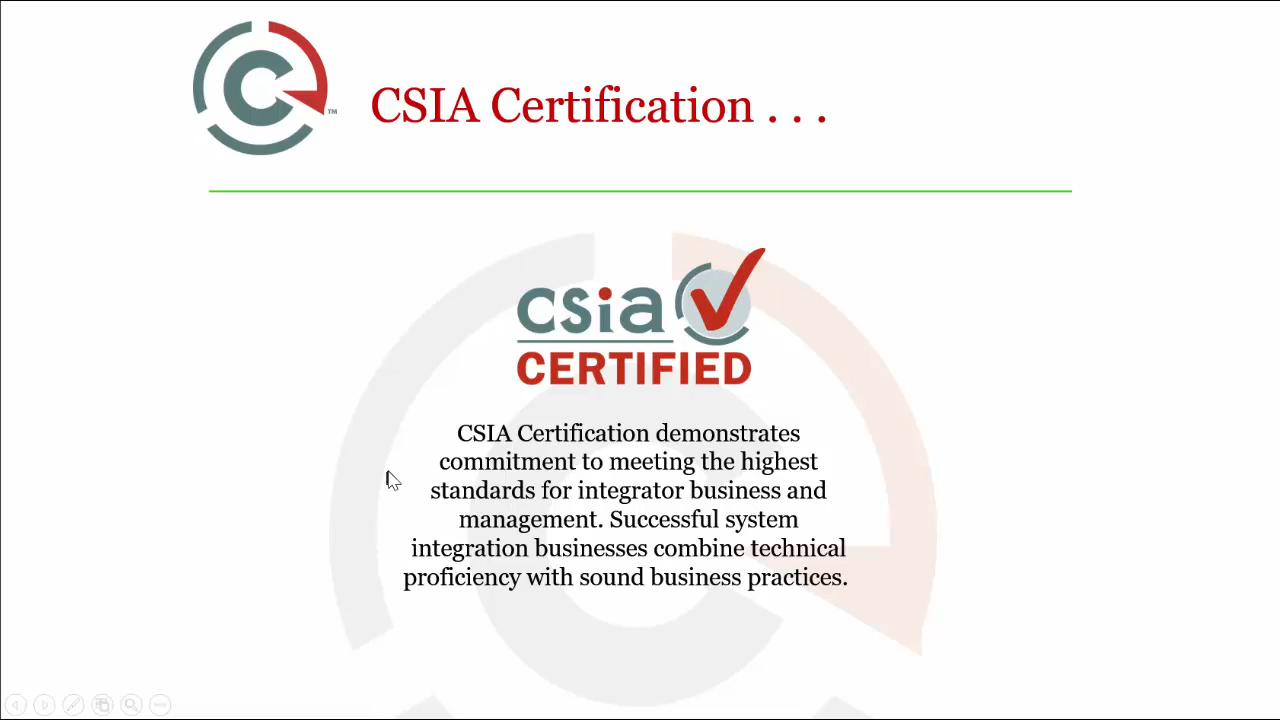 TM
CSIA Certification . . .
csia
CERTIFIED
CSIA Certification demonstrates
commitment to meeting the highest
standards for integrator business and
management. Successful system
integration businesses combine technical
proficiency with sound business practices.